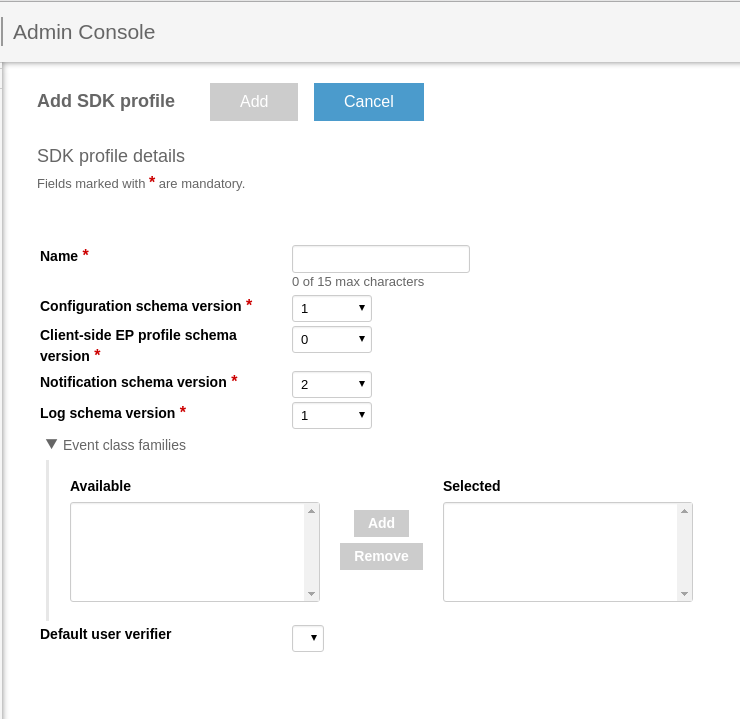 Admin Console
Add SDK profile Add Cancel
SDK profile details
Fields marked with * are mandatory.
Name *
0 of 15 max characters
Configuration schema version * 1
Client-side EP profile schema
version * 0
Notification schema version * 2
Log schema version * 1
Event class families
Available Selected
Add
Remove
Default user verifier